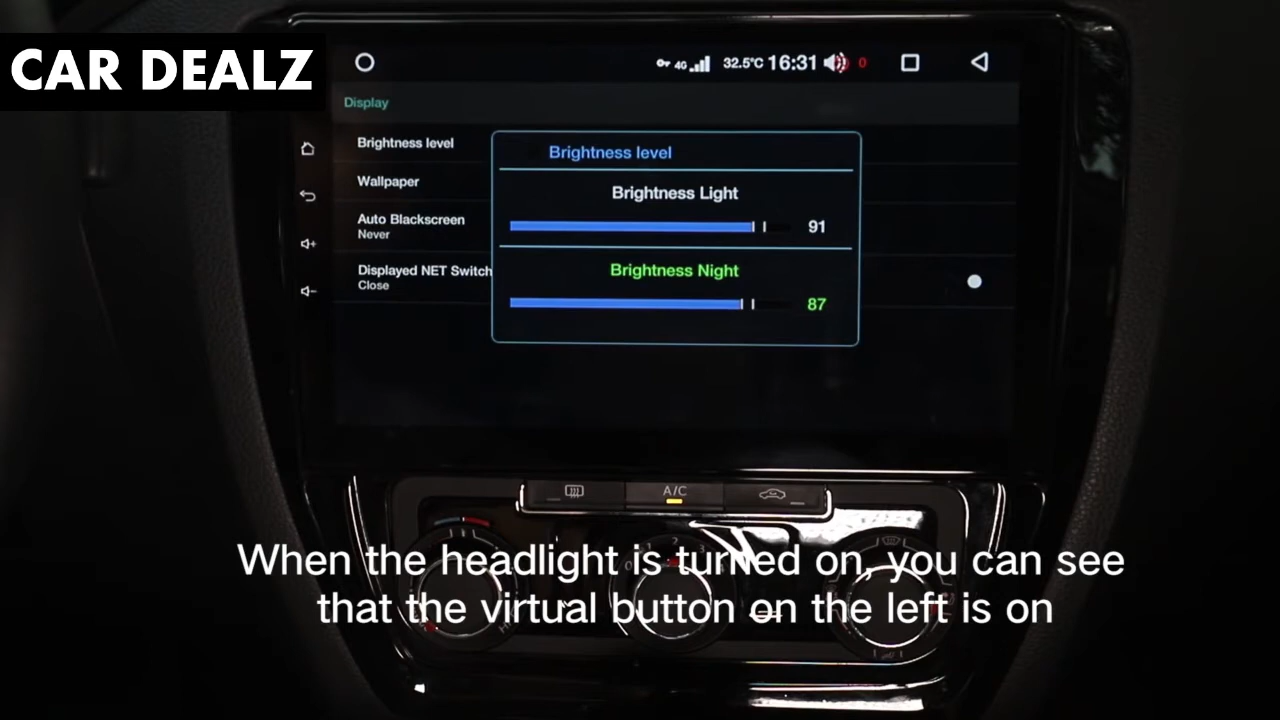 CAR DEALZ
4G 32.5°C 16:31 0
Display
Brightness level
Wallpaper
Auto Blackscreen
Never
Displayed NET Switch
Close
Brightness level
Brightness Light
91
Brightness Night
87
A/C
When the headlight is turned on, you can see
that the virtual button on the left is on